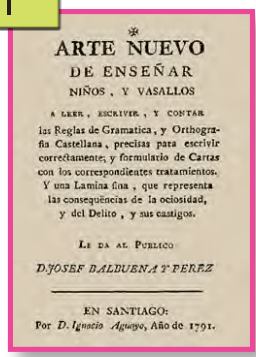 ARTE NUEVO
DE ENSEÑAR
NIÑOS, Y VASALLOS
A LEER, ESCRIVIR, Y CONTAR
las Reglas de Gramatica, y Orthogra-
fia Castellana, precisas para escrivir
correctamente; y formulario de Cartas
con los correspondientes tratamientos.
Y una Lamina fina, que representa
las consequencias de la ociosidad,
y del Delito, y sus castigos.
LE DA AL PUBLICO
D.JOSEF BALBUENA Y PEREZ
EN SANTIAGO:
Por D. Ignacio Aguayo, Año de 1791.